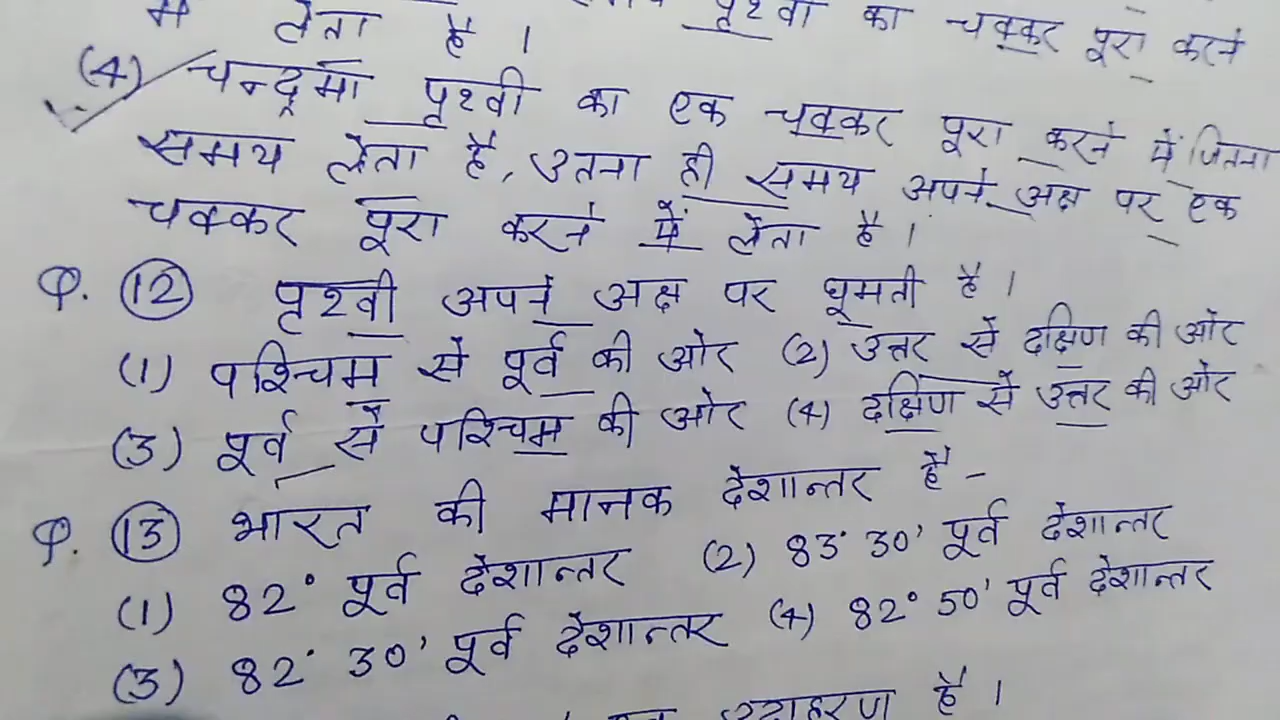 में लेता है । पृथ्वी का चक्कर पूरा करने
(4) चन्द्रमा पृथ्वी का एक चक्कर पूरा करने में जितना
समय लेता है, उतना ही समय अपने अक्ष पर एक
चक्कर पूरा करने में लेता है ।
Q. (12) पृथ्वी अपने अक्ष पर घूमती है ।
(1) पश्चिम से पूर्व की ओर (2) उत्तर से दक्षिण की ओर
(3) पूर्व से पश्चिम की ओर (4) दक्षिण से उत्तर की ओर
Q. (13) भारत की मानक देशान्तर है -
(1) 82° पूर्व देशान्तर (2) 83° 30' पूर्व देशान्तर
(3) 82° 30' पूर्व देशान्तर (4) 82° 50' पूर्व देशान्तर
उदाहरण है ।